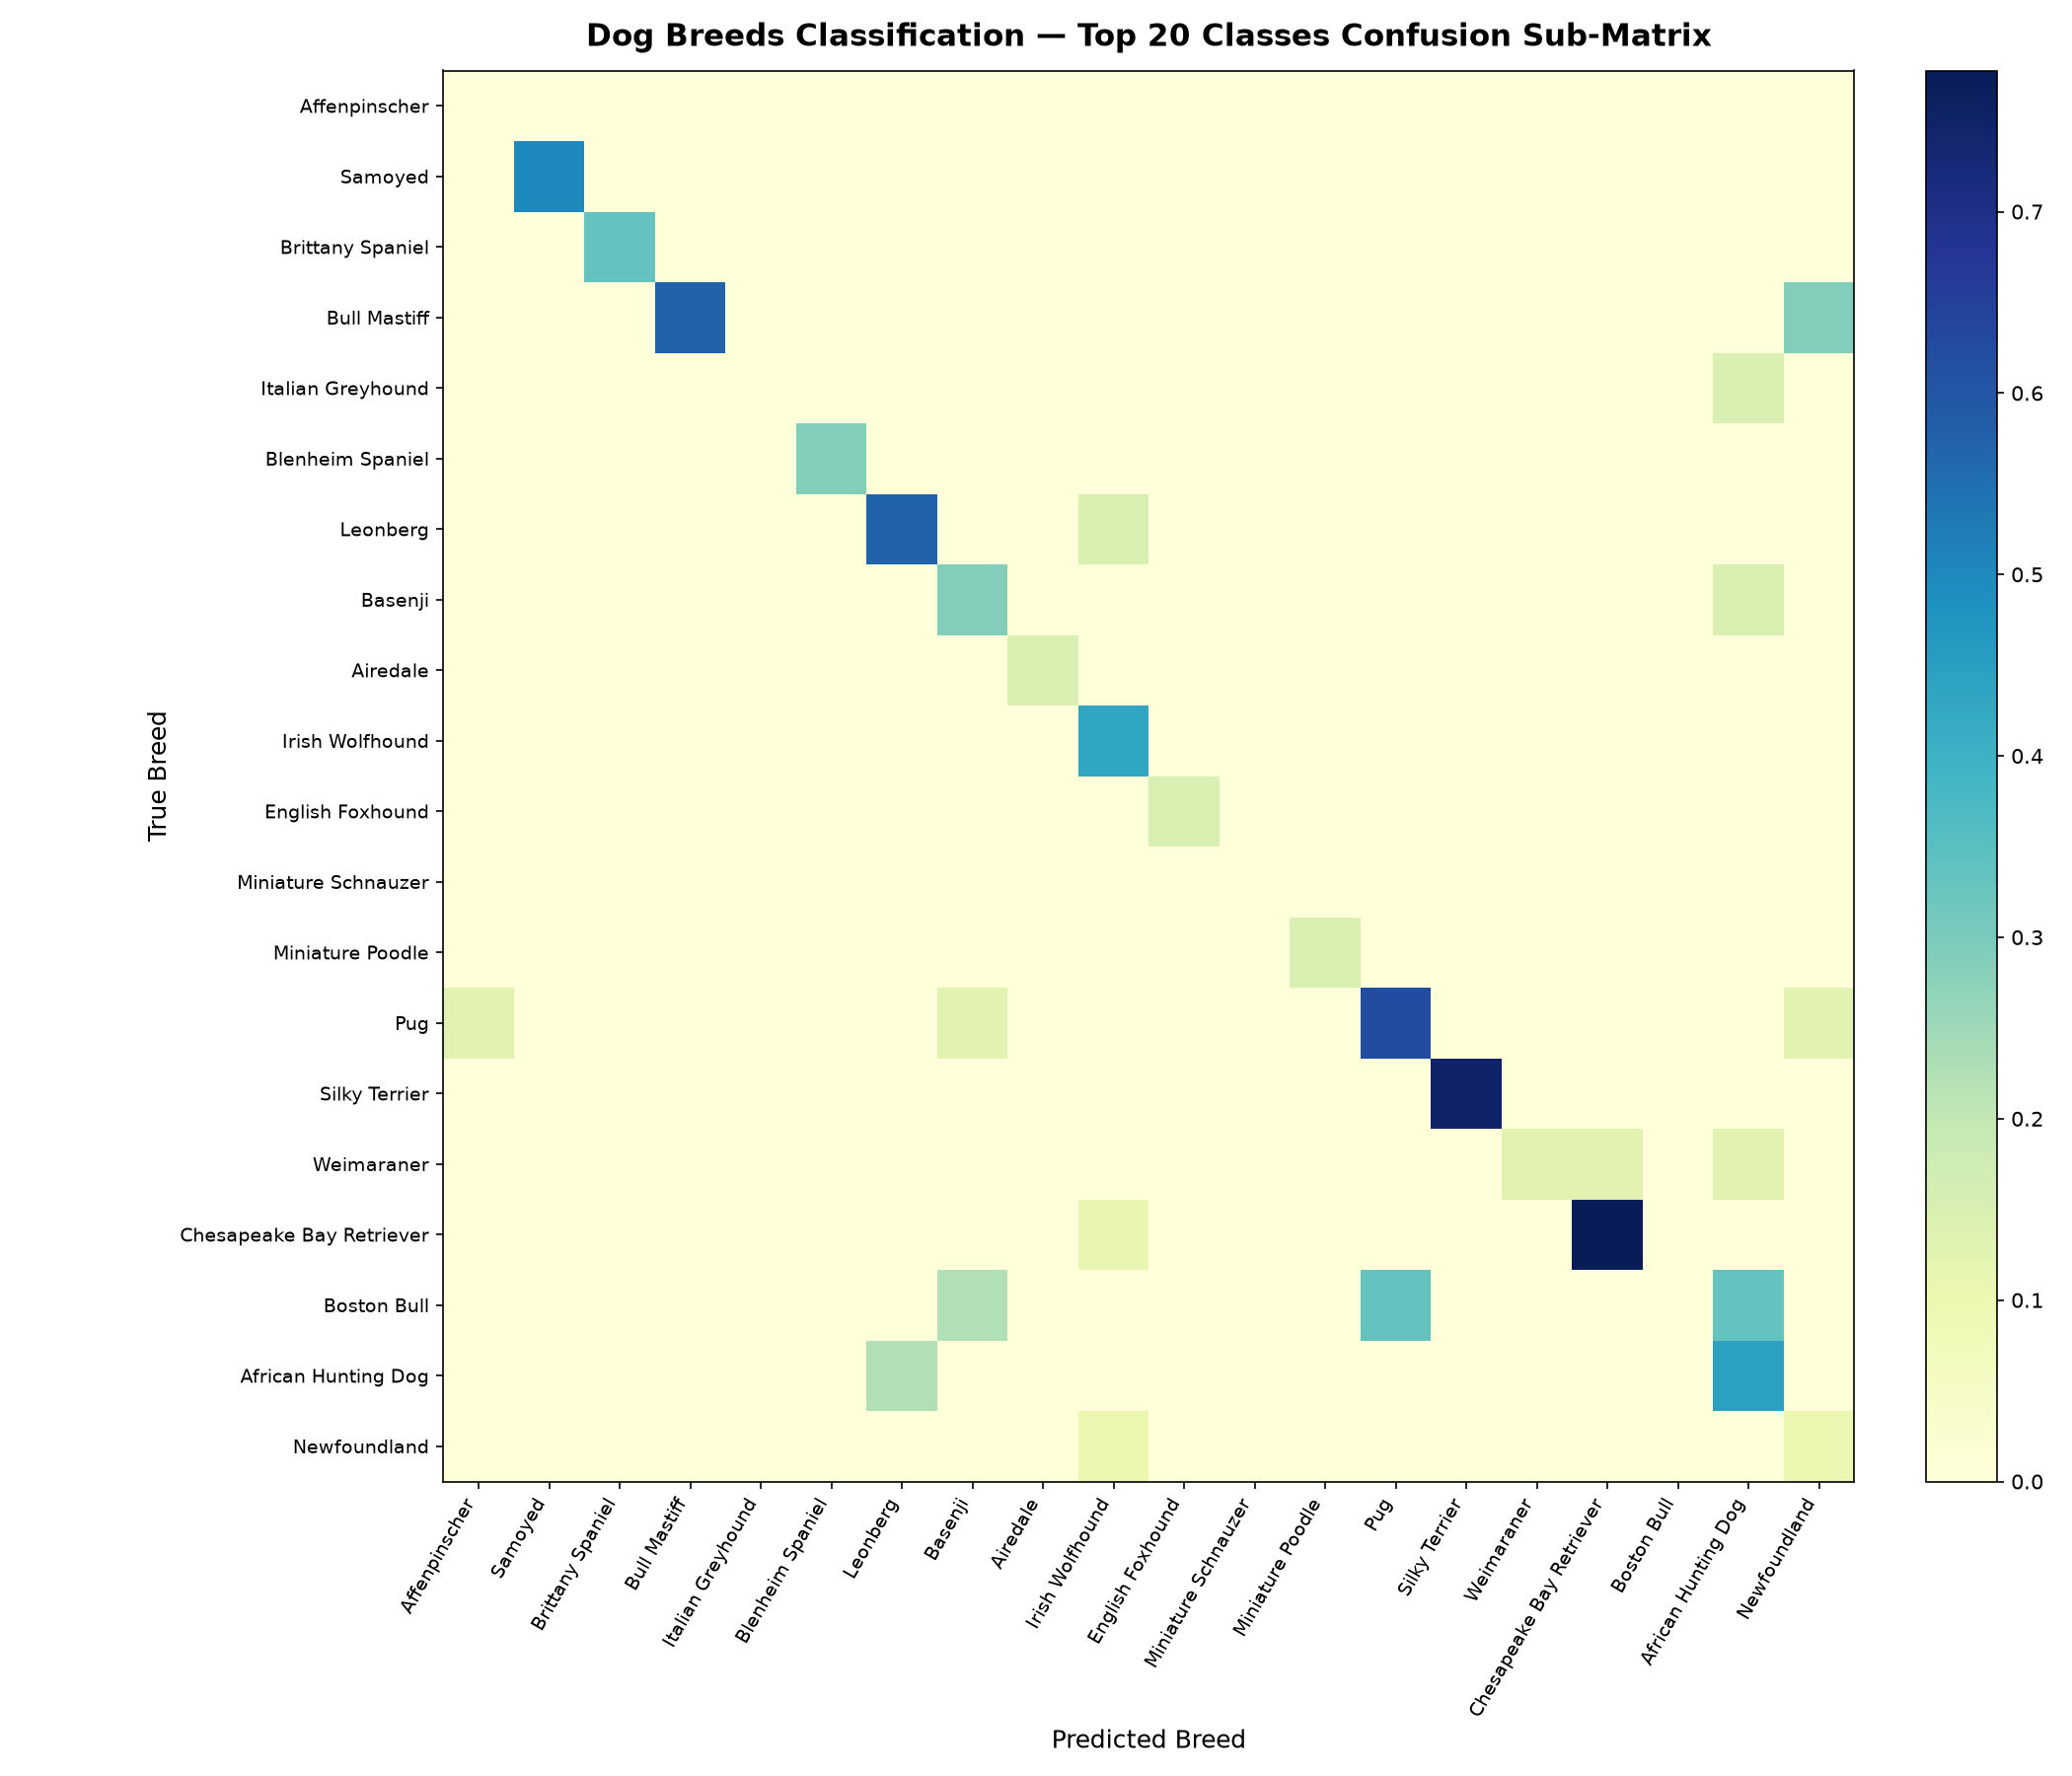 Dog Breeds Classification — Top 20 Classes Confusion Sub-Matrix
True Breed
Affenpinscher
Samoyed
Brittany Spaniel
Bull Mastiff
Italian Greyhound
Blenheim Spaniel
Leonberg
Basenji
Airedale
Irish Wolfhound
English Foxhound
Miniature Schnauzer
Miniature Poodle
Pug
Silky Terrier
Weimaraner
Chesapeake Bay Retriever
Boston Bull
African Hunting Dog
Newfoundland
Affenpinscher
Samoyed
Brittany Spaniel
Bull Mastiff
Italian Greyhound
Blenheim Spaniel
Leonberg
Basenji
Airedale
Irish Wolfhound
English Foxhound
Miniature Schnauzer
Miniature Poodle
Pug
Silky Terrier
Weimaraner
Chesapeake Bay Retriever
Boston Bull
African Hunting Dog
Newfoundland
Predicted Breed
0.7
0.6
0.5
0.4
0.3
0.2
0.1
0.0